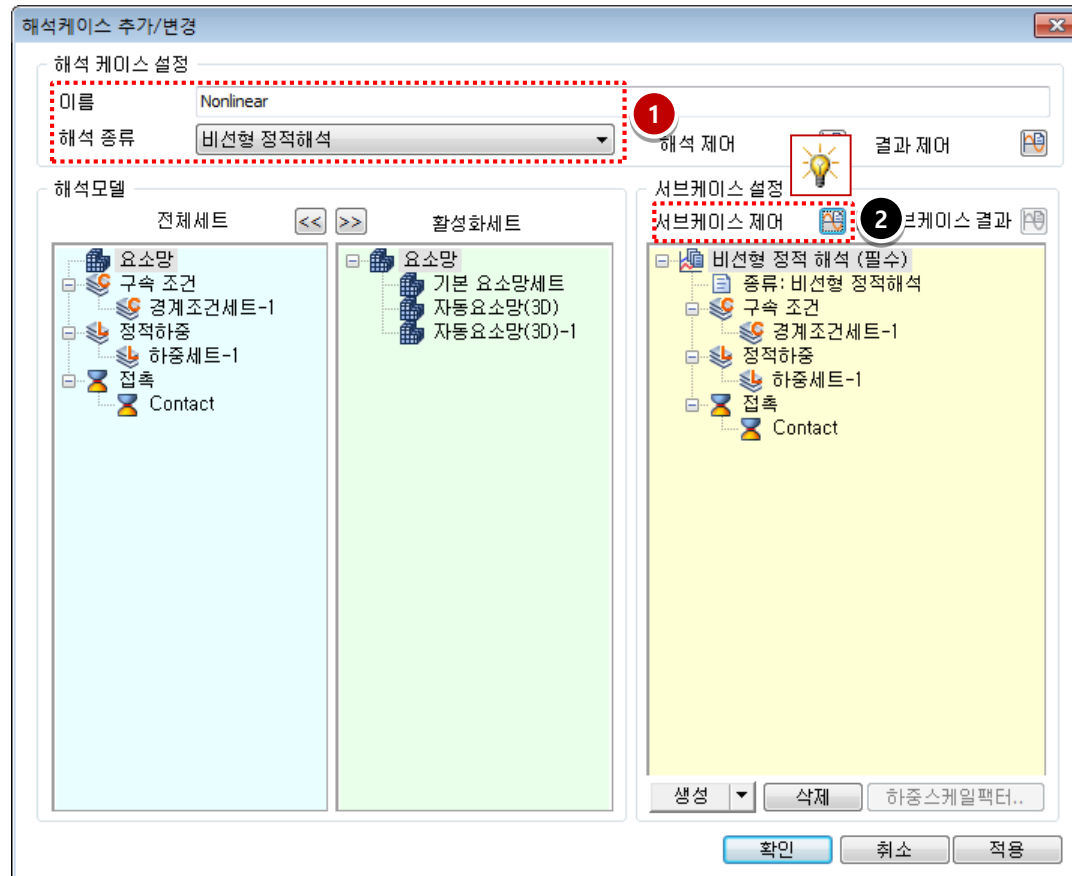 해석케이스 추가/변경
해석 케이스 설정
이름 Nonlinear
1
해석 종류 비선형 정적해석
해석 제어 결과 제어
해석모델
서브케이스 설정
전체세트 << >> 활성화세트
서브케이스 제어 2 브케이스 결과
요소망
구속 조건
경계조건세트-1
정적하중
하중세트-1
접촉
Contact
요소망
기본 요소망세트
자동요소망(3D)
자동요소망(3D)-1
비선형 정적 해석 (필수)
종류: 비선형 정적해석
구속 조건
경계조건세트-1
정적하중
하중세트-1
접촉
Contact
생성 삭제 하중스케일팩터..
확인 취소 적용